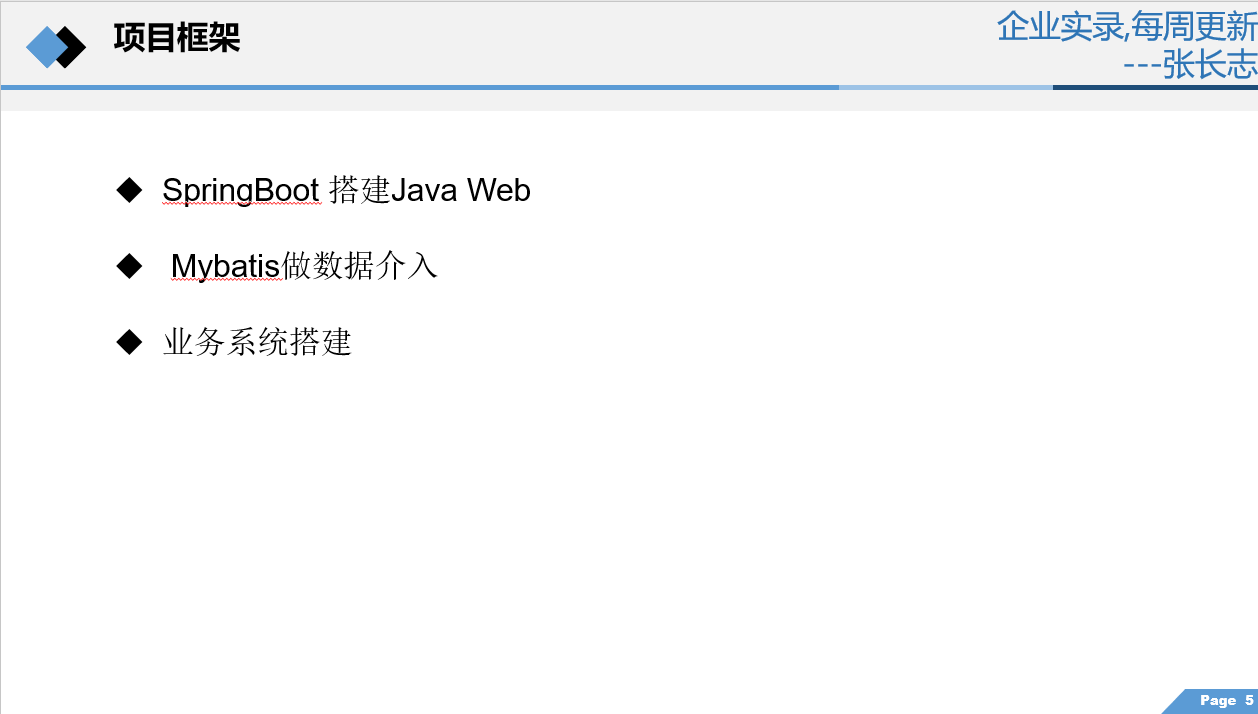 项目框架
企业实录,每周更新
---张长志
SpringBoot 搭建Java Web
Mybatis做数据介入
业务系统搭建
Page 5